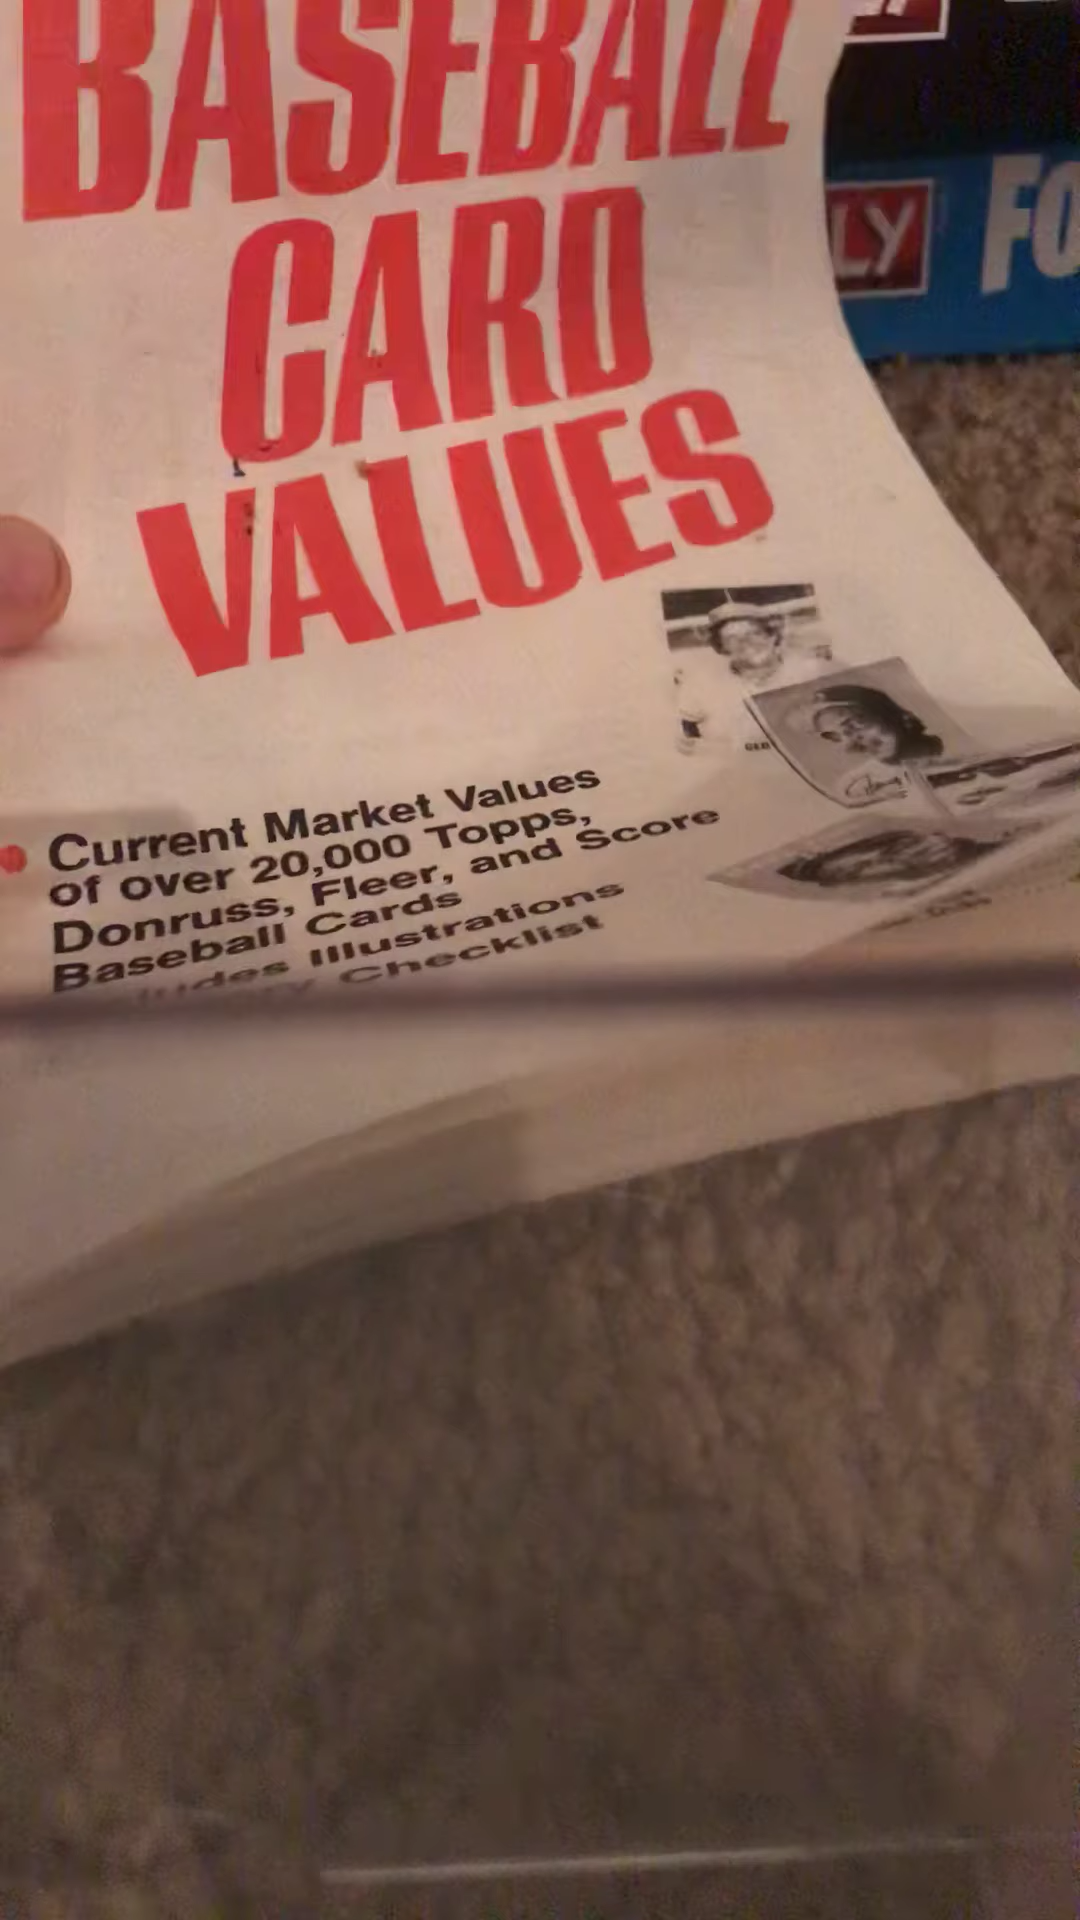 BASEBALL
CARD
VALUES
Current Market Values
of over 20,000 Topps,
Donruss, Fleer, and Score
Baseball Cards
Illustrations
Checklist
LY
FO